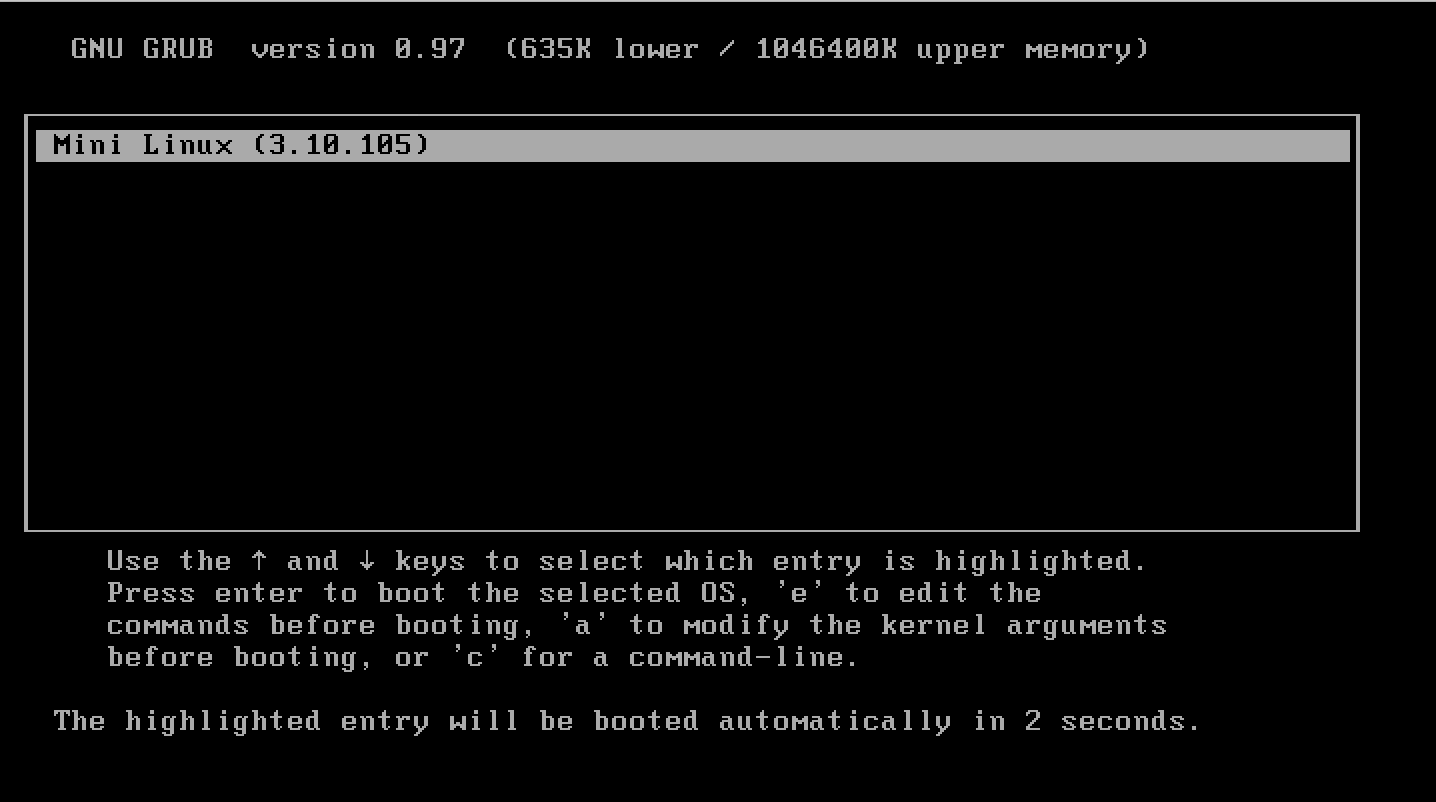 GNU GRUB  version 0.97  (635K lower / 1046400K upper memory)
Mini Linux (3.10.105)
Use the ↑ and ↓ keys to select which entry is highlighted.
Press enter to boot the selected OS, 'e' to edit the
commands before booting, 'a' to modify the kernel arguments
before booting, or 'c' for a command-line.
The highlighted entry will be booted automatically in 2 seconds.